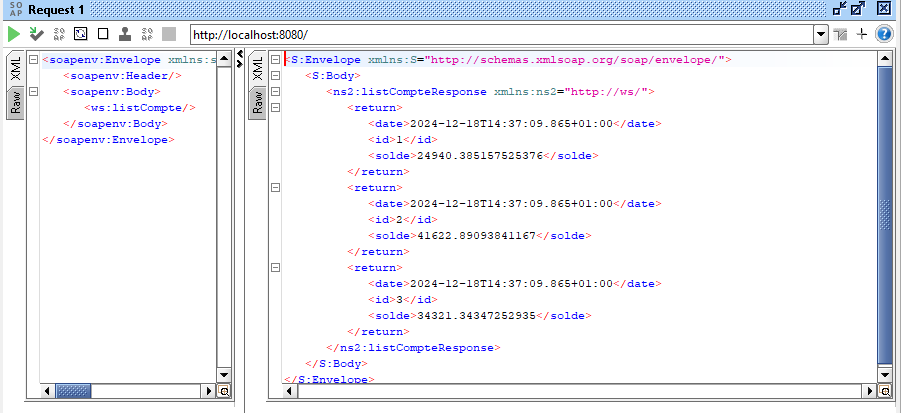 SO AP Request 1
http://localhost:8080/
XML
Raw
<soapenv:Envelope xmlns:s
<soapenv:Header/>
<soapenv:Body>
<ws:listCompte/>
</soapenv:Body>
</soapenv:Envelope>
XML
Raw
<S:Envelope xmlns:S="http://schemas.xmlsoap.org/soap/envelope/">
<S:Body>
<ns2:listCompteResponse xmlns:ns2="http://ws/">
<return>
<date>2024-12-18T14:37:09.865+01:00</date>
<id>1</id>
<solde>24940.385157525376</solde>
</return>
<return>
<date>2024-12-18T14:37:09.865+01:00</date>
<id>2</id>
<solde>41622.89093841167</solde>
</return>
<return>
<date>2024-12-18T14:37:09.865+01:00</date>
<id>3</id>
<solde>34321.34347252935</solde>
</return>
</ns2:listCompteResponse>
</S:Body>
</S:Envelope>